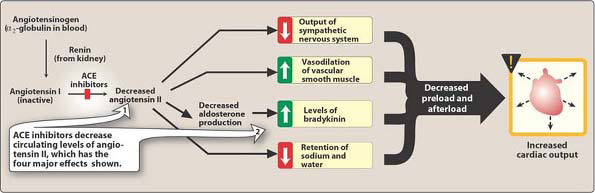 Angiotensinogen
(α2-globulin in blood)
Renin
(from kidney)
Angiotensin I
(inactive)
ACE
inhibitors
Decreased
angiotensin II
1
ACE inhibitors decrease
circulating levels of angio-
tensin II, which has the
four major effects shown.
Decreased
aldosterone
production
2
Output of
sympathetic
nervous system
Vasodilation
of vascular
smooth muscle
Levels of
bradykinin
Retention of
sodium and
water
Decreased
preload and
afterload
!
Increased
cardiac output